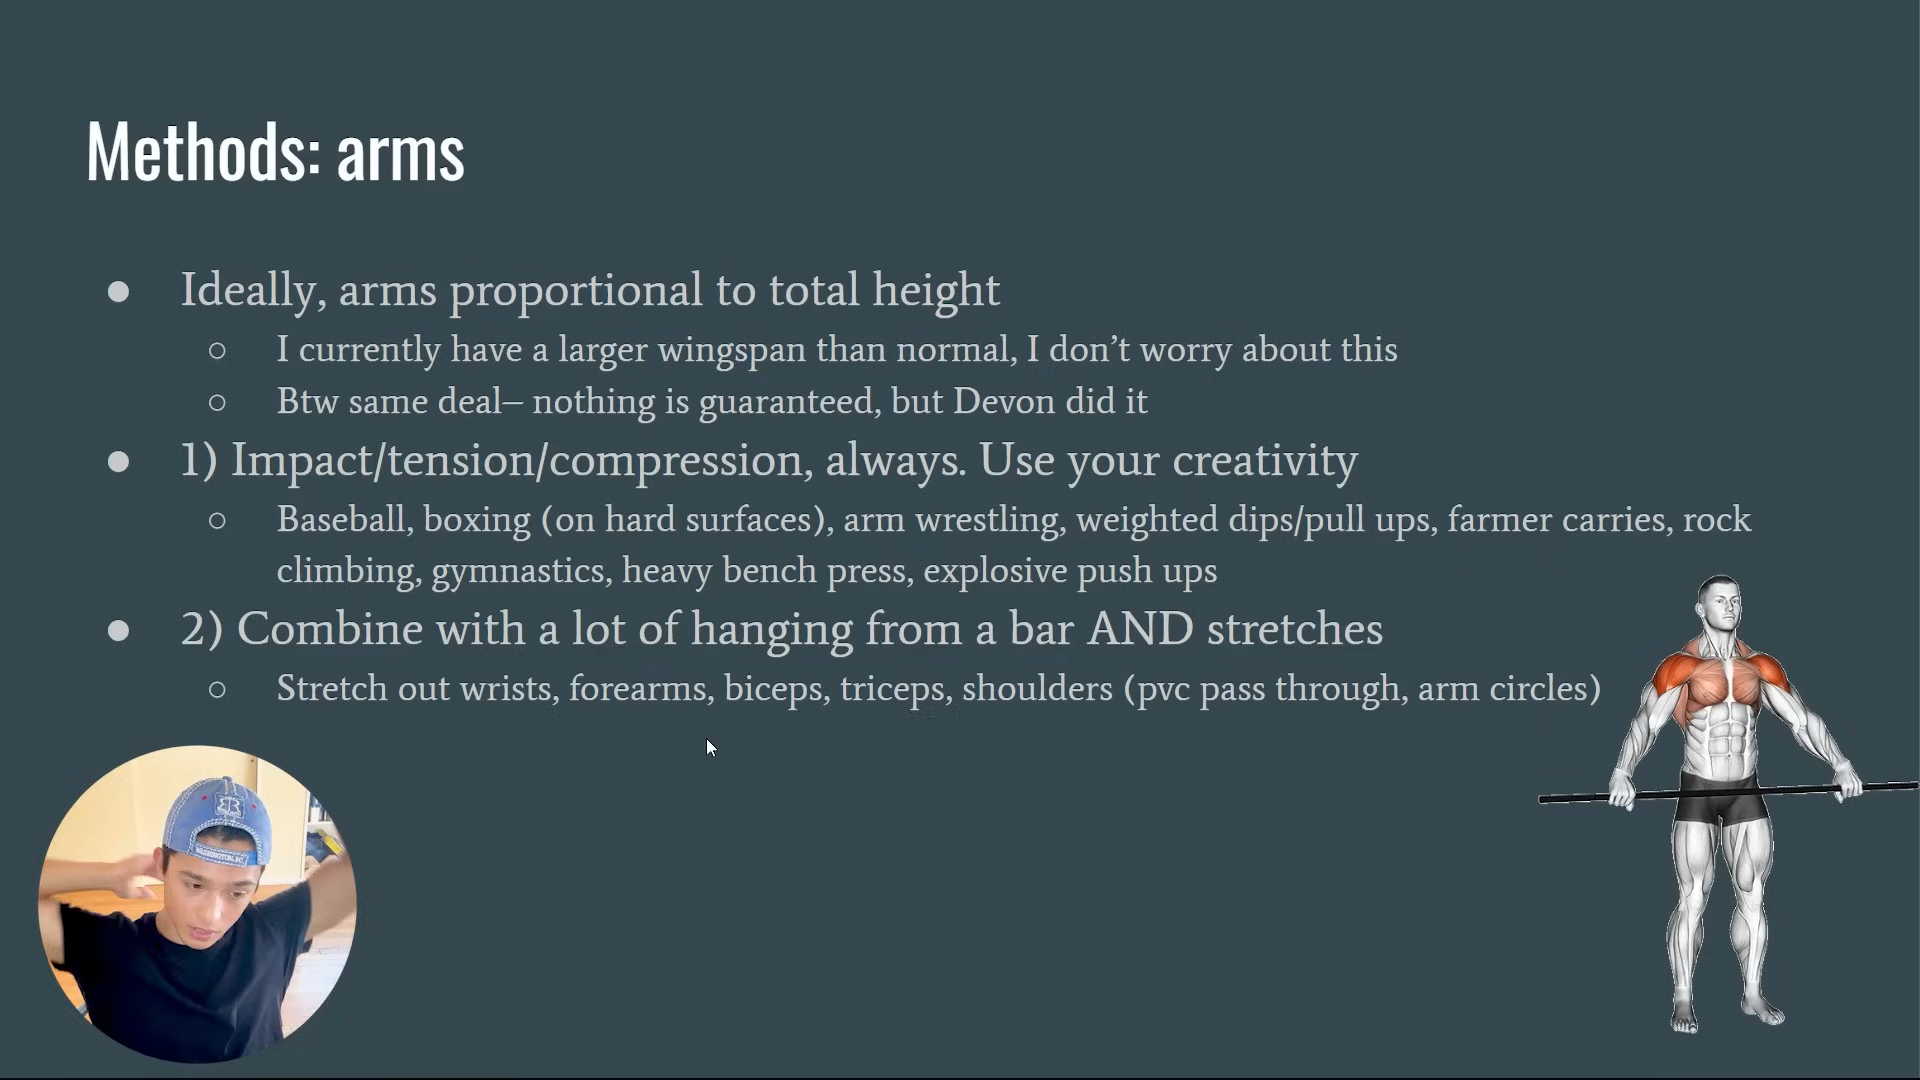 Methods: arms
● Ideally, arms proportional to total height
○ I currently have a larger wingspan than normal, I don’t worry about this
○ Btw same deal– nothing is guaranteed, but Devon did it
● 1) Impact/tension/compression, always. Use your creativity
○ Baseball, boxing (on hard surfaces), arm wrestling, weighted dips/pull ups, farmer carries, rock
climbing, gymnastics, heavy bench press, explosive push ups
● 2) Combine with a lot of hanging from a bar AND stretches
○ Stretch out wrists, forearms, biceps, triceps, shoulders (pvc pass through, arm circles)
WASHINGTON, DC